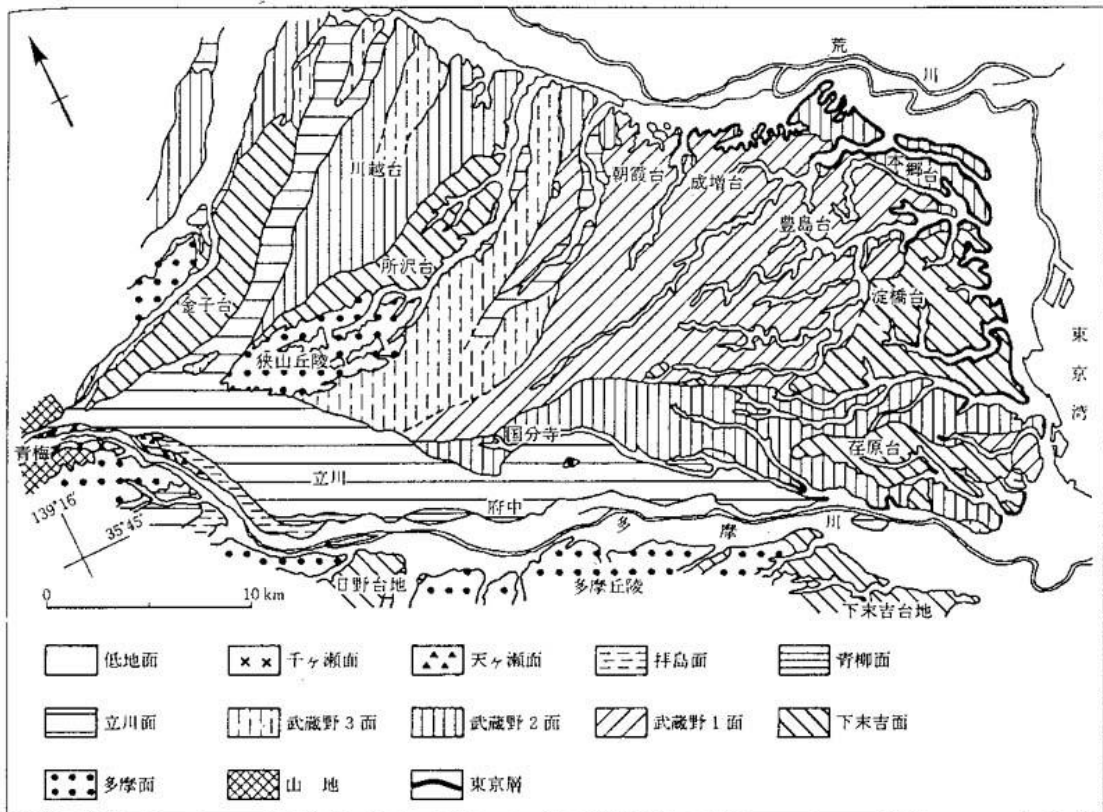 荒川
川越台
朝霞台
成増台
本郷台
豊島台
所沢台
淀橋台
金子台
狭山丘陵
東京湾
国分寺
荏原台
青梅
立川
府中
139°16′
35°45′
多摩川
0 10 km
日野台地
多摩丘陵
下末吉台地
低地面 千ヶ瀬面 天ヶ瀬面 拝島面 青柳面
立川面 武蔵野3面 武蔵野2面 武蔵野1面 下末吉面
多摩面 山地 東京層